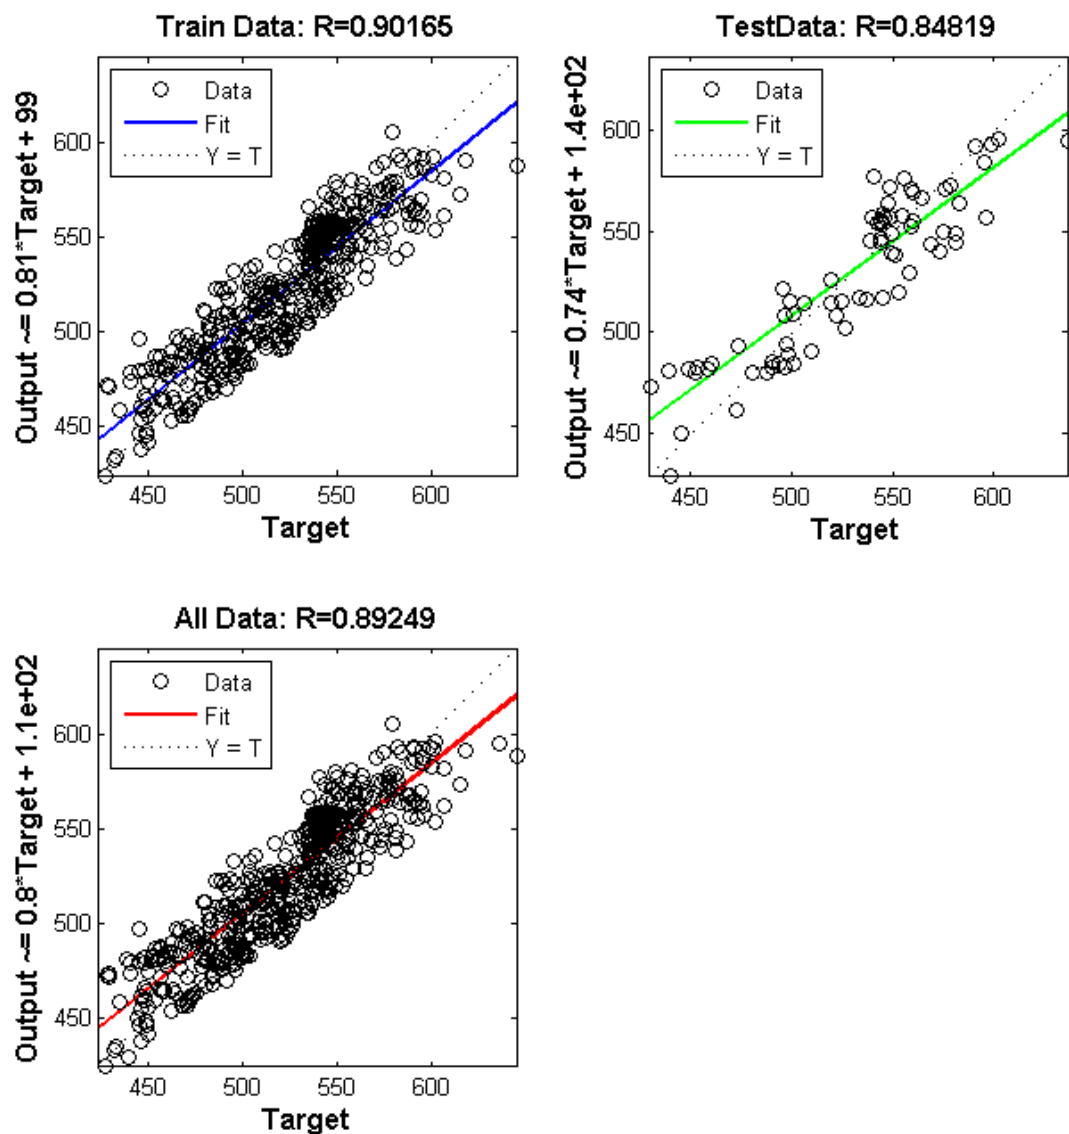 Train Data: R=0.90165
Output ~= 0.81*Target + 99
Data
Fit
Y = T
600
550
500
450
450 500 550 600
Target
TestData: R=0.84819
Output ~= 0.74*Target + 1.4e+02
Data
Fit
Y = T
600
550
500
450
450 500 550 600
Target
All Data: R=0.89249
Output ~= 0.8*Target + 1.1e+02
Data
Fit
Y = T
600
550
500
450
450 500 550 600
Target